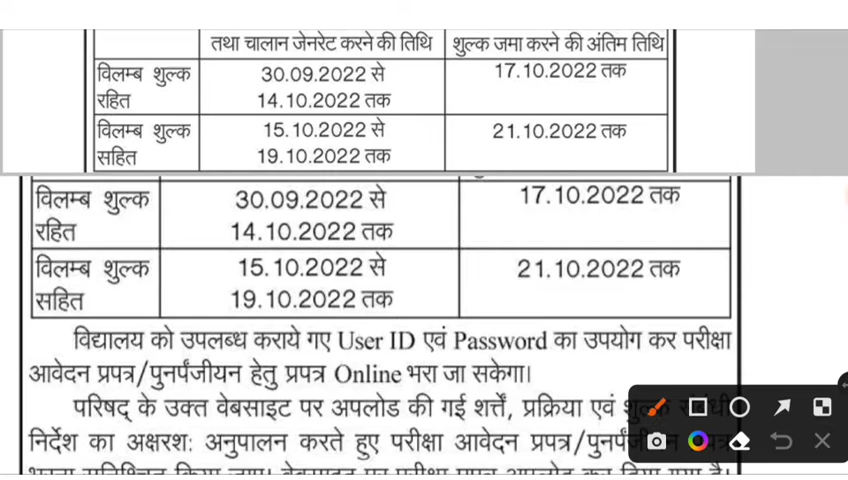 तथा चालान जेनरेट करने की तिथि शुल्क जमा करने की अंतिम तिथि
विलम्ब शुल्क 30.09.2022 से 17.10.2022 तक
रहित 14.10.2022 तक
विलम्ब शुल्क 15.10.2022 से 21.10.2022 तक
सहित 19.10.2022 तक
विलम्ब शुल्क 30.09.2022 से 17.10.2022 तक
रहित 14.10.2022 तक
विलम्ब शुल्क 15.10.2022 से 21.10.2022 तक
सहित 19.10.2022 तक
विद्यालय को उपलब्ध कराये गए User ID एवं Password का उपयोग कर परीक्षा
आवेदन प्रपत्र/पुनर्पंजीयन हेतु प्रपत्र Online भरा जा सकेगा।
परिषद् के उक्त वेबसाइट पर अपलोड की गई शर्त्तें, प्रक्रिया एवं
निर्देश का अक्षरश: अनुपालन करते हुए परीक्षा आवेदन प्रपत्र/